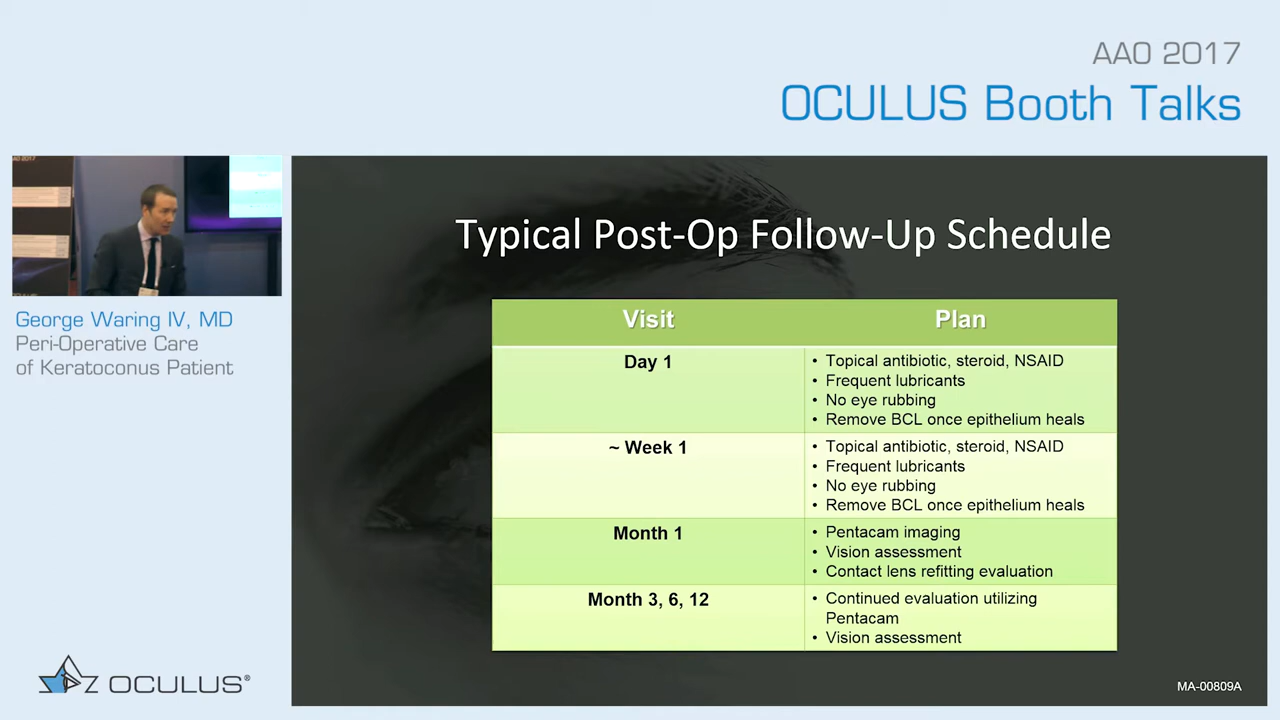 AAO 2017
OCULUS Booth Talks
AAO 2017
OCULUS
George Waring IV, MD
Peri-Operative Care
of Keratoconus Patient
OCULUS®
Typical Post-Op Follow-Up Schedule
Visit Plan
Day 1
• Topical antibiotic, steroid, NSAID
• Frequent lubricants
• No eye rubbing
• Remove BCL once epithelium heals
~ Week 1
• Topical antibiotic, steroid, NSAID
• Frequent lubricants
• No eye rubbing
• Remove BCL once epithelium heals
Month 1
• Pentacam imaging
• Vision assessment
• Contact lens refitting evaluation
Month 3, 6, 12
• Continued evaluation utilizing
Pentacam
• Vision assessment
MA-00809A